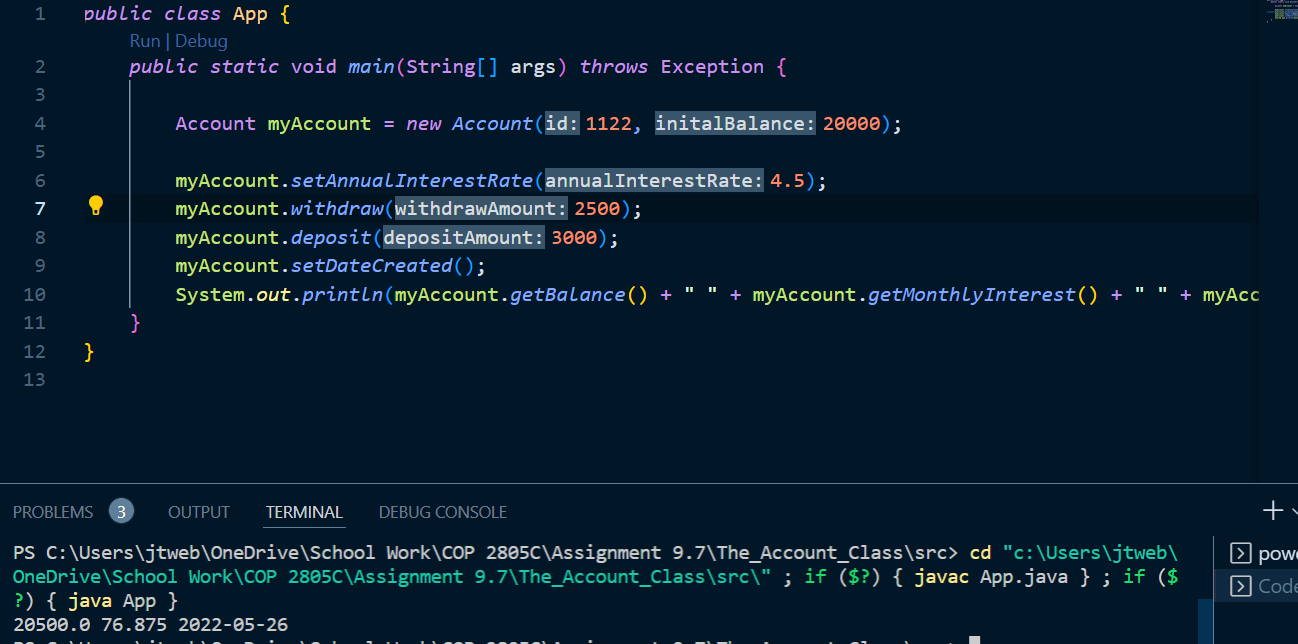 1 public class App {
Run | Debug
2 public static void main(String[] args) throws Exception {
3
4 Account myAccount = new Account(id: 1122, initalBalance: 20000);
5
6 myAccount.setAnnualInterestRate(annualInterestRate: 4.5);
7 myAccount.withdraw(withdrawAmount: 2500);
8 myAccount.deposit(depositAmount: 3000);
9 myAccount.setDateCreated();
10 System.out.println(myAccount.getBalance() + " " + myAccount.getMonthlyInterest() + " " + myAcc
11 }
12 }
13
PROBLEMS 3 OUTPUT TERMINAL DEBUG CONSOLE
PS C:\Users\jtweb\OneDrive\School Work\COP 2805C\Assignment 9.7\The_Account_Class\src> cd "c:\Users\jtweb\
OneDrive\School Work\COP 2805C\Assignment 9.7\The_Account_Class\src\" ; if ($?) { javac App.java } ; if ($
?) { java App }
20500.0 76.875 2022-05-26
powe
Code